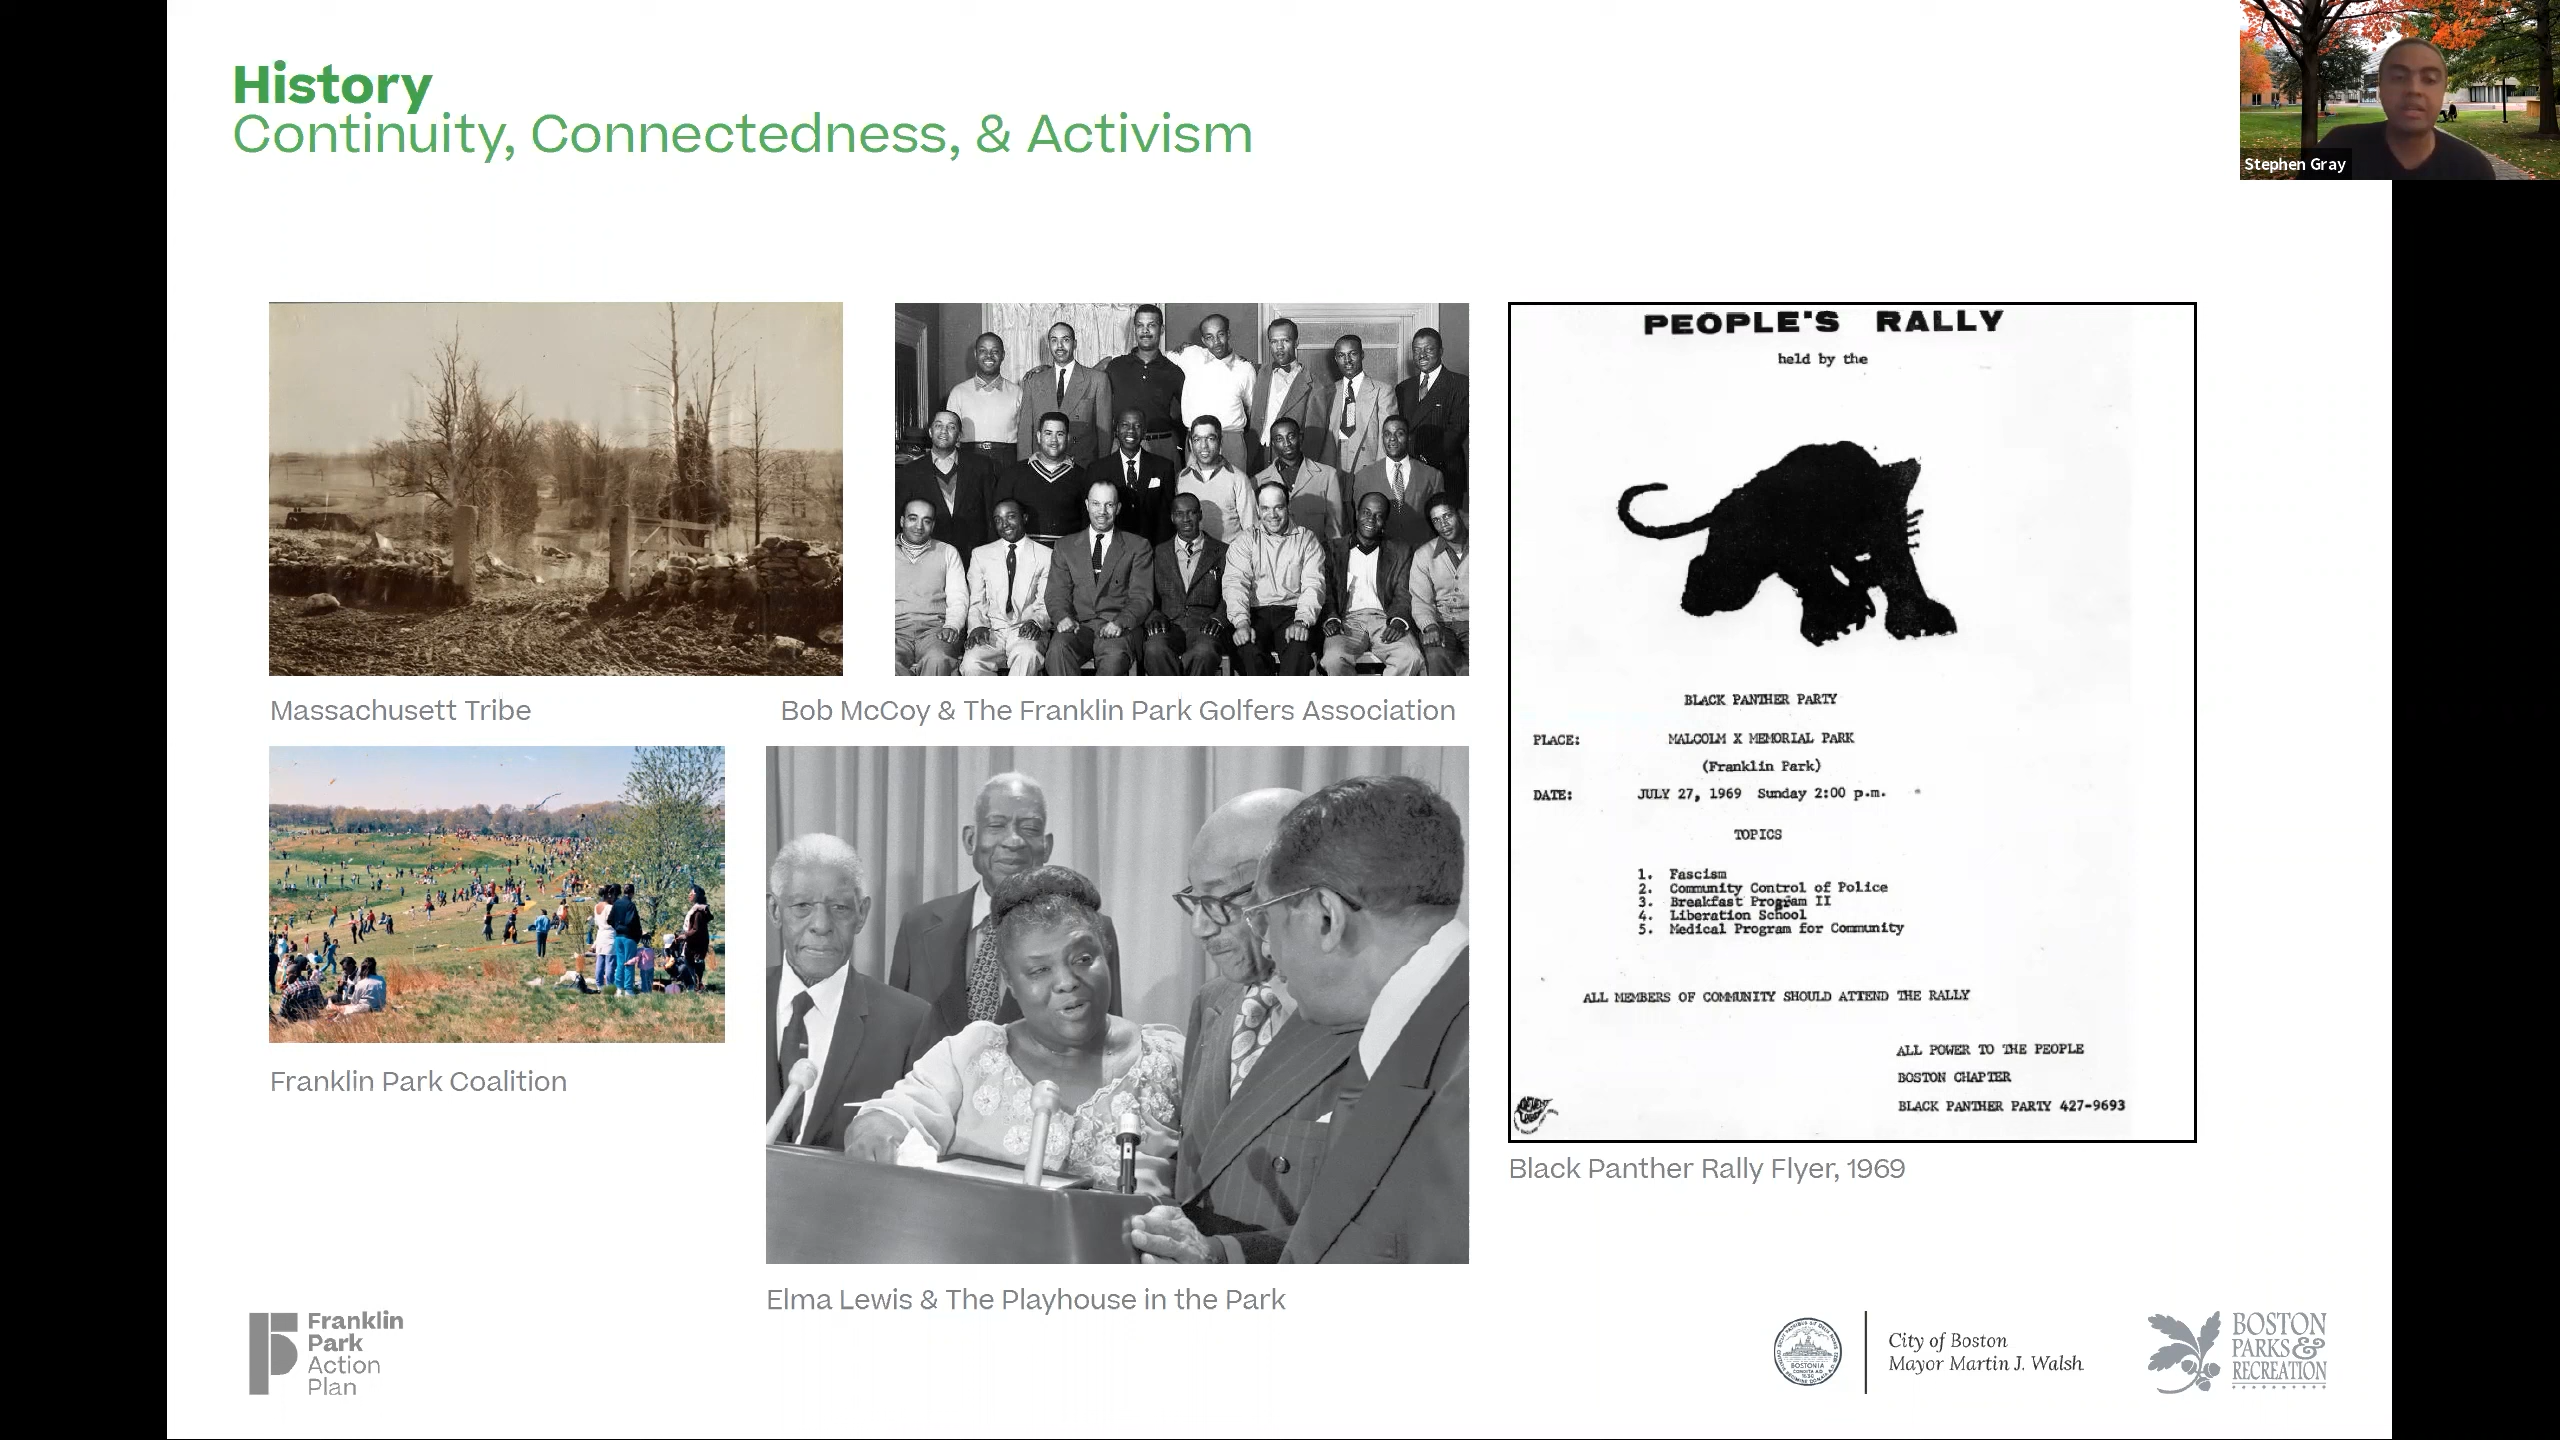 History
Continuity, Connectedness, & Activism
Stephen Gray
Massachusett Tribe
Bob McCoy & The Franklin Park Golfers Association
Franklin Park Coalition
Elma Lewis & The Playhouse in the Park
PEOPLE'S RALLY
held by the
BLACK PANTHER PARTY
PLACE: MALCOLM X MEMORIAL PARK
(Franklin Park)
DATE: JULY 27, 1969 Sunday 2:00 p.m.
TOPICS
1. Fascism
2. Community Control of Police
3. Breakfast Program II
4. Liberation School
5. Medical Program for Community
ALL MEMBERS OF COMMUNITY SHOULD ATTEND THE RALLY
ALL POWER TO THE PEOPLE
BOSTON CHAPTER
BLACK PANTHER PARTY 427-9693
Black Panther Rally Flyer, 1969
Franklin
Park
Action
Plan
BOSTONIA
CONDITA A.D.
1630
City of Boston
Mayor Martin J. Walsh
BOSTON
PARKS &
RECREATION